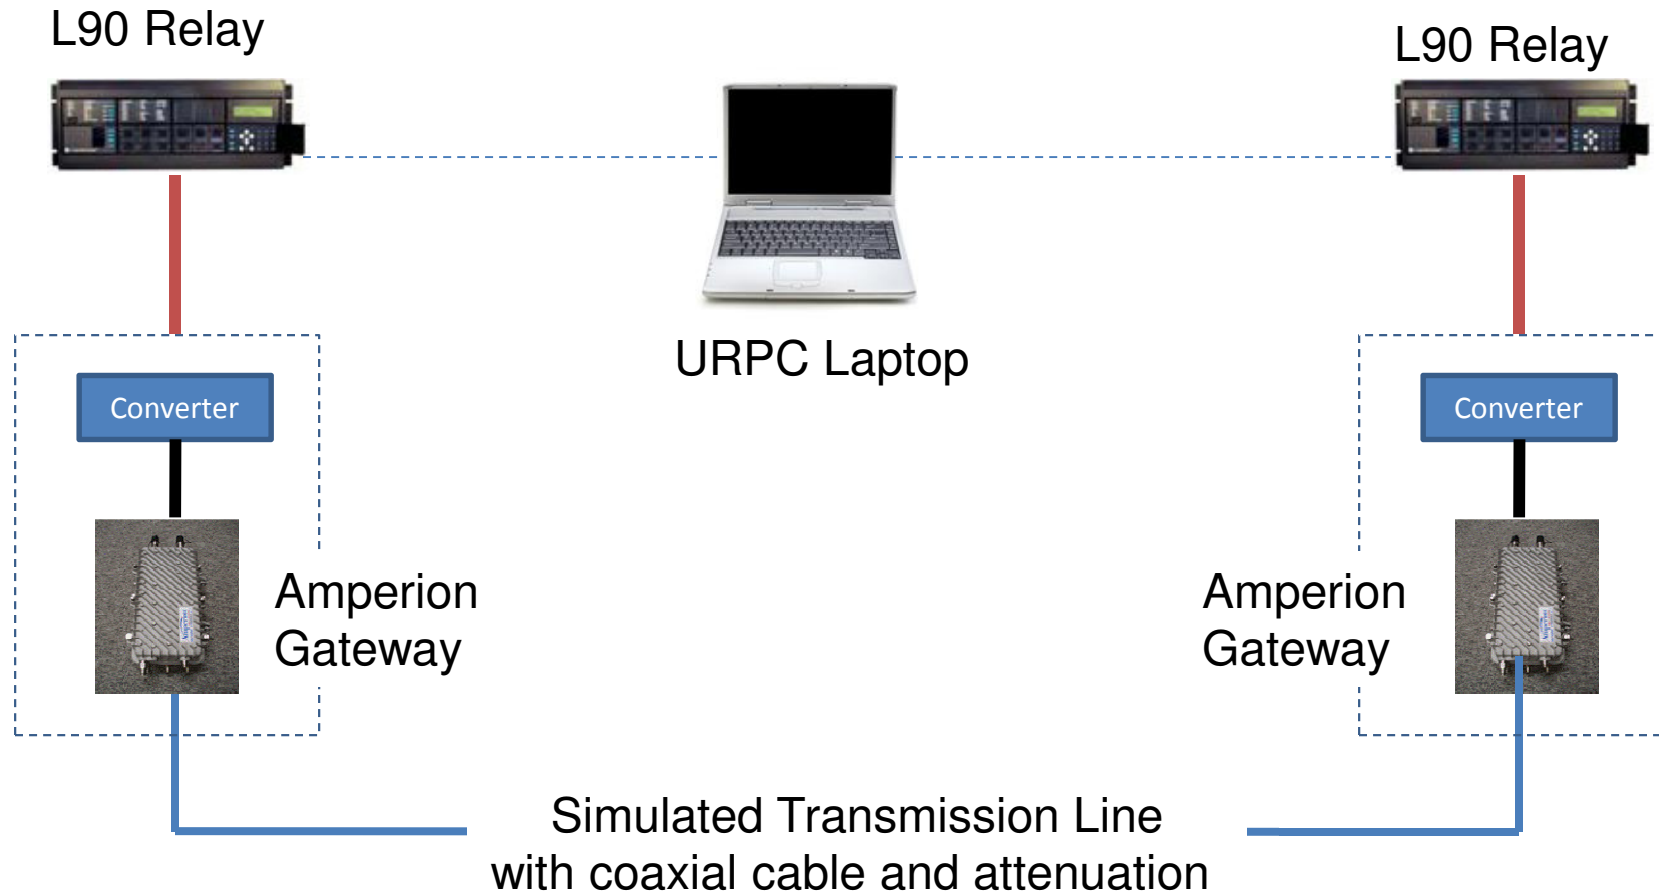 L90 Relay
L90 Relay
URPC Laptop
Converter
Converter
Amperion
Gateway
Amperion
Gateway
Simulated Transmission Line
with coaxial cable and attenuation